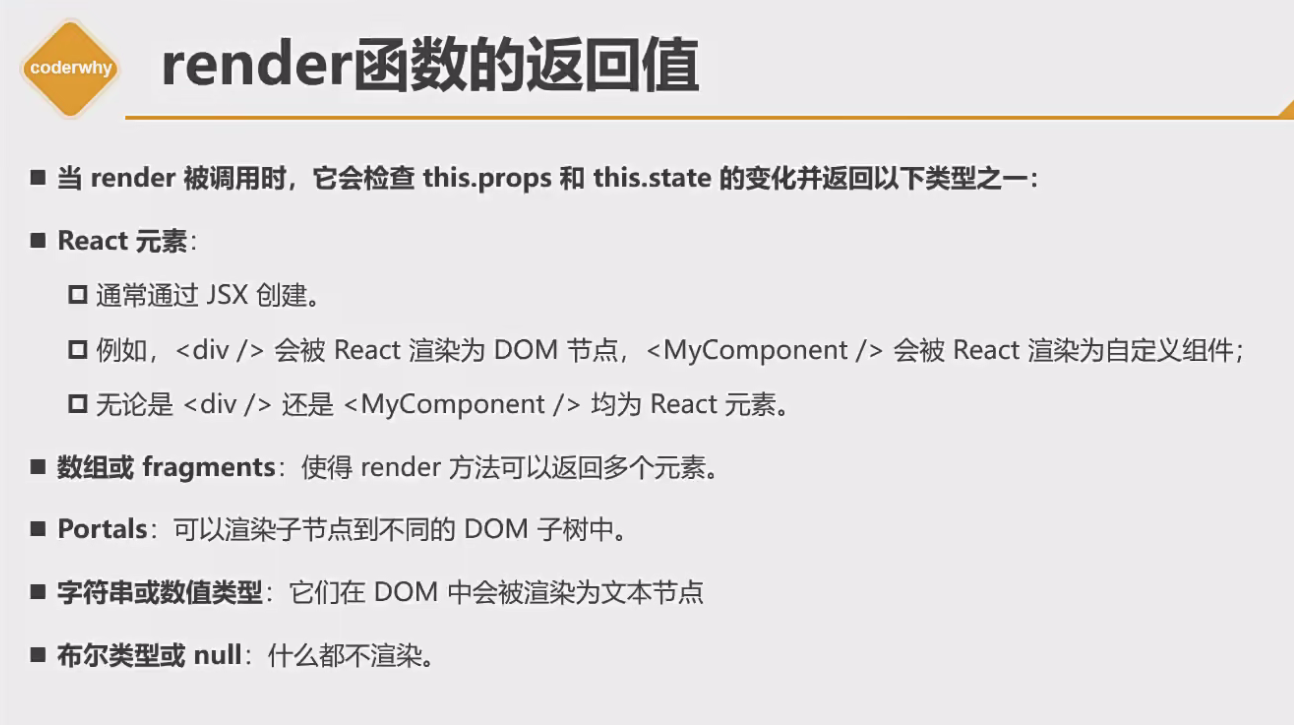 coderwhy
render函数的返回值
■ 当 render 被调用时，它会检查 this.props 和 this.state 的变化并返回以下类型之一：
■ React 元素：
通常通过 JSX 创建。
例如，<div /> 会被 React 渲染为 DOM 节点，<MyComponent /> 会被 React 渲染为自定义组件；
无论是 <div /> 还是 <MyComponent /> 均为 React 元素。
■ 数组或 fragments：使得 render 方法可以返回多个元素。
■ Portals：可以渲染子节点到不同的 DOM 子树中。
■ 字符串或数值类型：它们在 DOM 中会被渲染为文本节点
■ 布尔类型或 null：什么都不渲染。